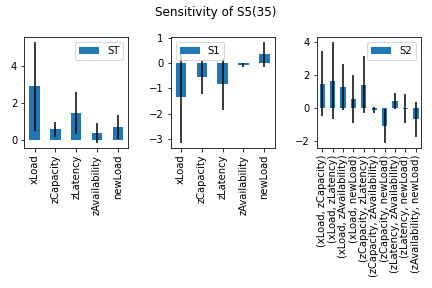 Sensitivity of S5(35)
ST
4
2
0
xLoad
zCapacity
zLatency
zAvailability
newLoad
S1
1
0
−1
−2
−3
xLoad
zCapacity
zLatency
zAvailability
newLoad
S2
4
2
0
−2
(xLoad, zCapacity)
(xLoad, zLatency)
(xLoad, zAvailability)
(xLoad, newLoad)
(zCapacity, zLatency)
(zCapacity, zAvailability)
(zCapacity, newLoad)
(zLatency, zAvailability)
(zLatency, newLoad)
(zAvailability, newLoad)